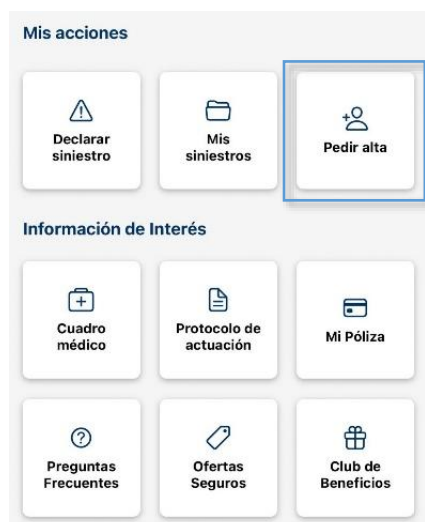 Mis acciones
Declarar
siniestro
Mis
siniestros
Pedir alta
Información de Interés
Cuadro
médico
Protocolo de
actuación
Mi Póliza
Preguntas
Frecuentes
Ofertas
Seguros
Club de
Beneficios